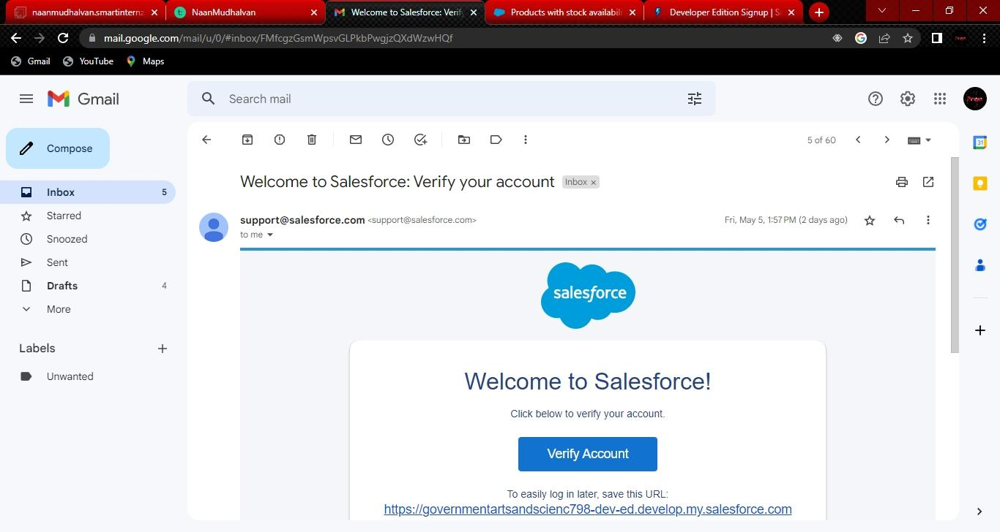 naanmudhalvan.smartinternz
NaanMudhalvan
Welcome to Salesforce: Verif
Products with stock availabili
Developer Edition Signup | S
mail.google.com/mail/u/0/#inbox/FMfcgzGsmWpsvGLPkbPwgjzQXdWzwHQf
Gmail
YouTube
Maps
Gmail
Search mail
Compose
5 of 60
Welcome to Salesforce: Verify your account
Inbox ×
Inbox 5
Starred
Snoozed
Sent
Drafts 4
More
Labels
Unwanted
support@salesforce.com <support@salesforce.com>
Fri, May 5, 1:57 PM (2 days ago)
to me
salesforce
Welcome to Salesforce!
Click below to verify your account.
Verify Account
To easily log in later, save this URL:
https://governmentartsandscienc798-dev-ed.develop.my.salesforce.com
31